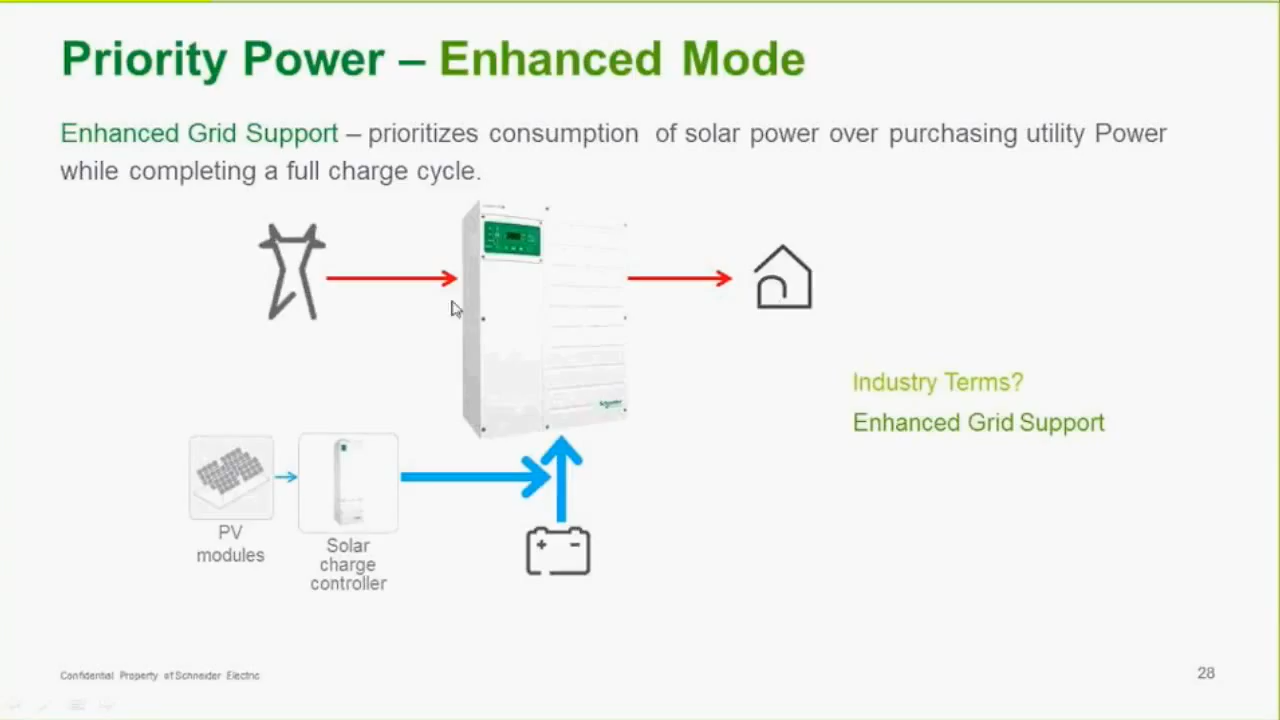 Priority Power – Enhanced Mode
Enhanced Grid Support – prioritizes consumption of solar power over purchasing utility Power
while completing a full charge cycle.
Schneider
Industry Terms?
Enhanced Grid Support
PV
modules
Solar
charge
controller
Confidential Property of Schneider Electric
28